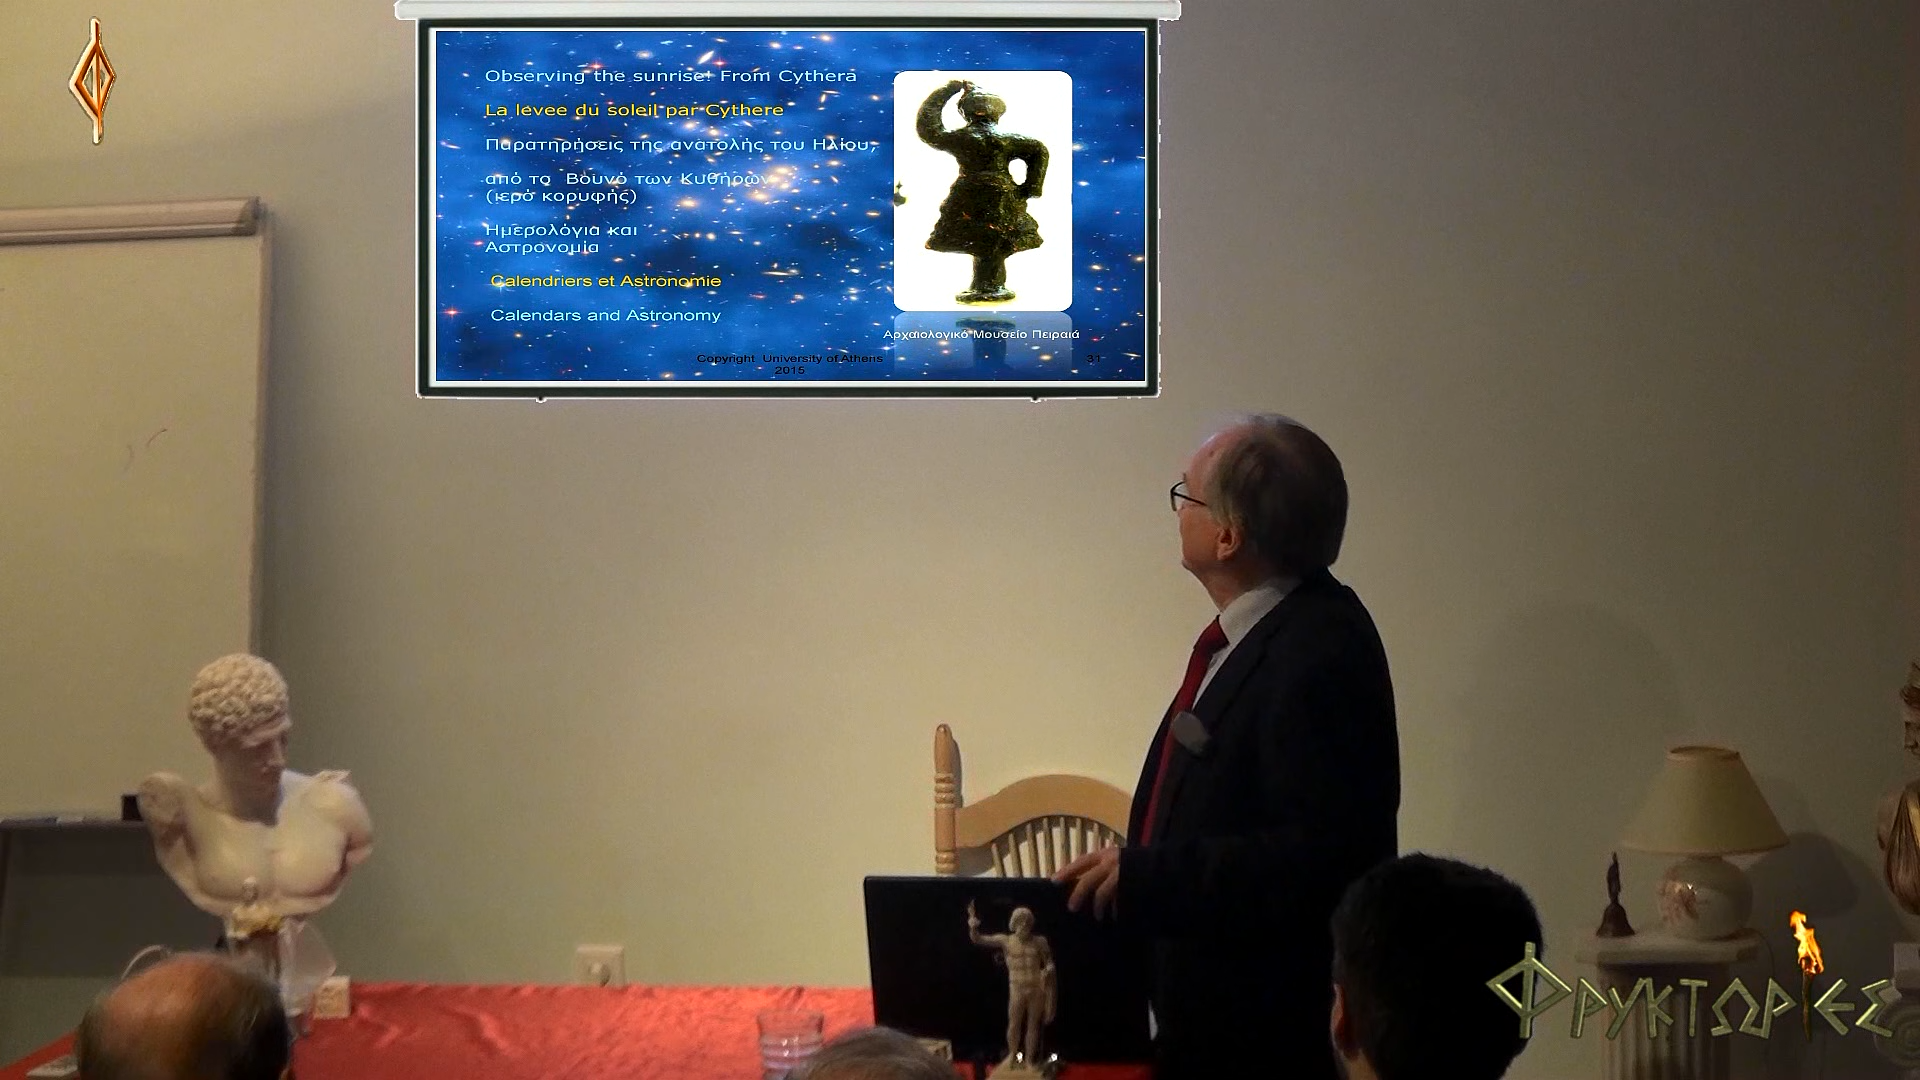 Observing the sunrise! From Cythera
La levee du soleil par Cythere
Παρατηρήσεις της ανατολής του Ηλίου,
από το Βουνό των Κυθήρων
(ιερό κορυφής)
Ημερολόγια και
Αστρονομία
Calendriers et Astronomie
Calendars and Astronomy
Αρχαιολογικό Μουσείο Πειραιά
Copyright University of Athens
2015
31
ΦΡΥΚΤΩΡΙΕΣ